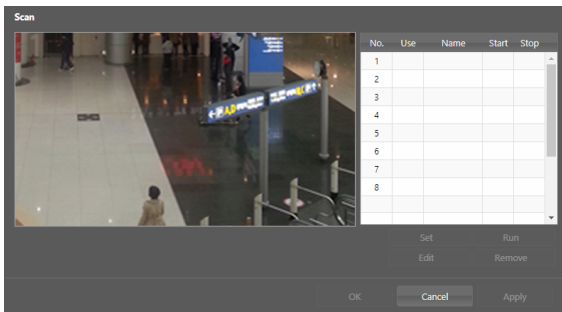 Scan
No. Use Name Start Stop
1
2
3
4
5
6
7
8
A,D
B,C
Set Run
Edit Remove
OK Cancel Apply